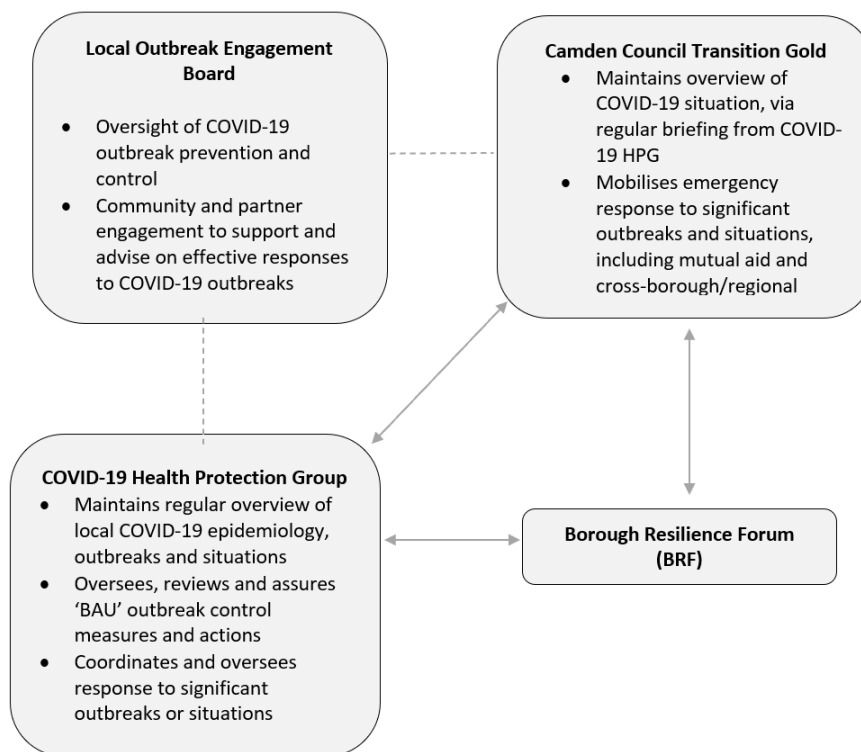 Local Outbreak Engagement
Board
● Oversight of COVID-19
outbreak prevention and
control
● Community and partner
engagement to support and
advise on effective responses
to COVID-19 outbreaks
Camden Council Transition Gold
● Maintains overview of
COVID-19 situation, via
regular briefing from COVID-
19 HPG
● Mobilises emergency
response to significant
outbreaks and situations,
including mutual aid and
cross-borough/regional
COVID-19 Health Protection Group
● Maintains regular overview of
local COVID-19 epidemiology,
outbreaks and situations
● Oversees, reviews and assures
‘BAU’ outbreak control
measures and actions
● Coordinates and oversees
response to significant
outbreaks or situations
Borough Resilience Forum
(BRF)